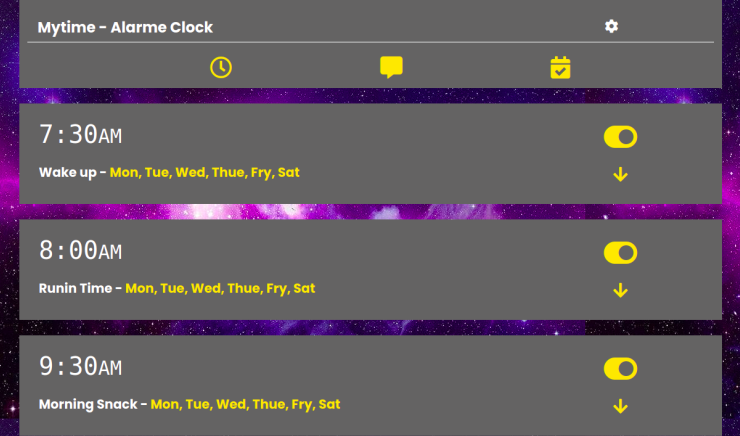 Mytime - Alarme Clock
7:30AM
Wake up - Mon, Tue, Wed, Thue, Fry, Sat
8:00AM
Runin Time - Mon, Tue, Wed, Thue, Fry, Sat
9:30AM
Morning Snack - Mon, Tue, Wed, Thue, Fry, Sat